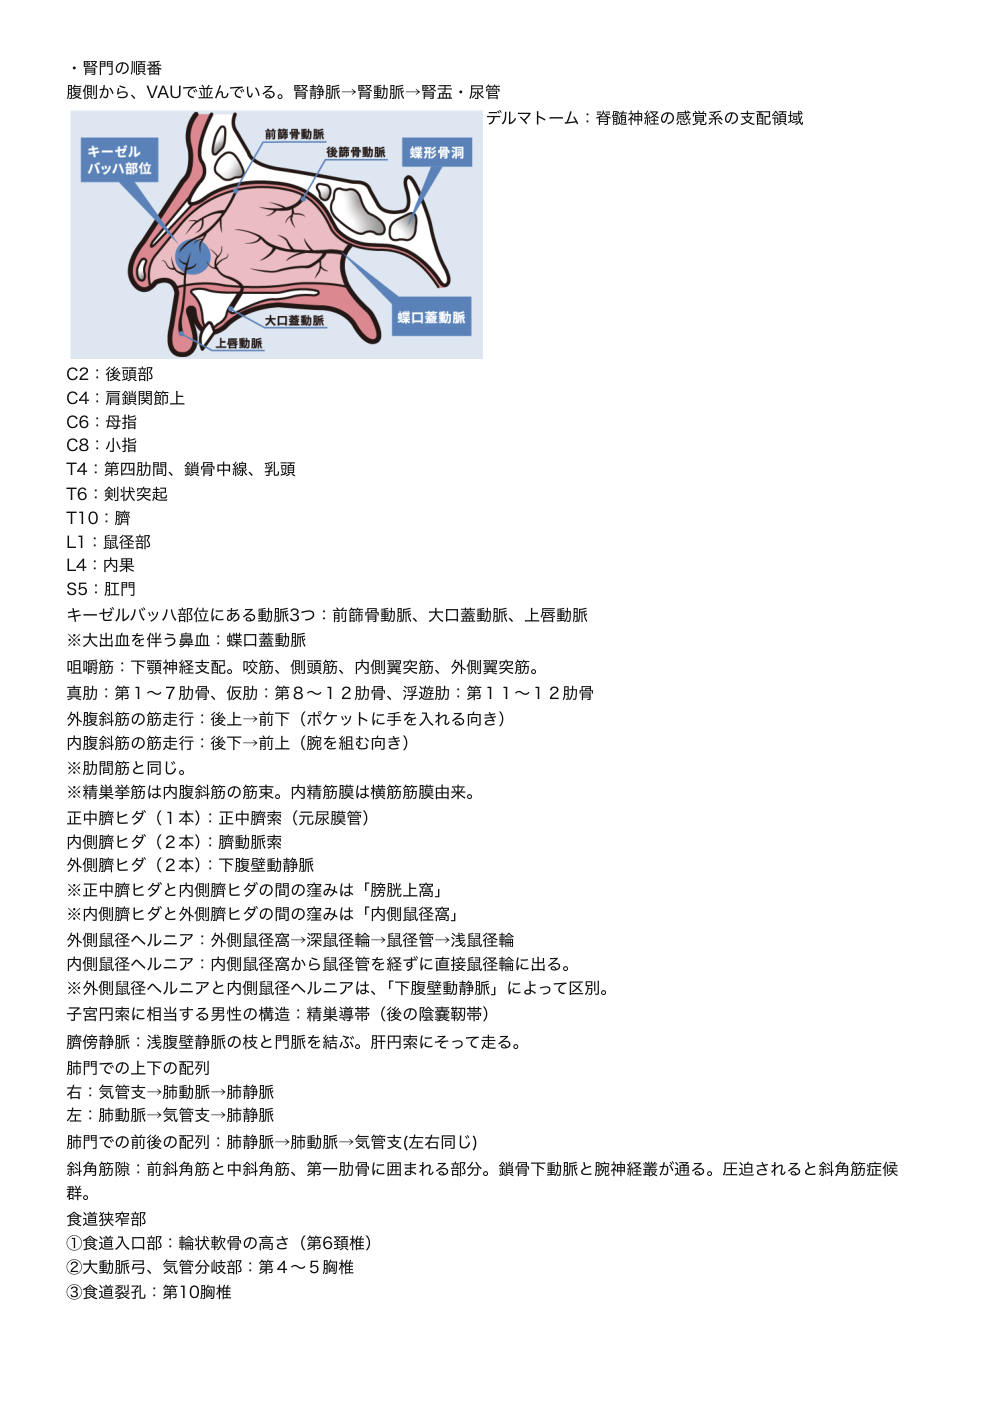 ・腎門の順番
腹側から、VAUで並んでいる。腎静脈→腎動脈→腎盂・尿管
デルマトーム：脊髄神経の感覚系の支配領域
前篩骨動脈
キーゼル
バッハ部位
後篩骨動脈
蝶形骨洞
大口蓋動脈
蝶口蓋動脈
上唇動脈
C2：後頭部
C4：肩鎖関節上
C6：母指
C8：小指
T4：第四肋間、鎖骨中線、乳頭
T6：剣状突起
T10：臍
L1：鼠径部
L4：内果
S5：肛門
キーゼルバッハ部位にある動脈3つ：前篩骨動脈、大口蓋動脈、上唇動脈
※大出血を伴う鼻血：蝶口蓋動脈
咀嚼筋：下顎神経支配。咬筋、側頭筋、内側翼突筋、外側翼突筋。
真肋：第１〜７肋骨、仮肋：第８〜１２肋骨、浮遊肋：第１１〜１２肋骨
外腹斜筋の筋走行：後上→前下（ポケットに手を入れる向き）
内腹斜筋の筋走行：後下→前上（腕を組む向き）
※肋間筋と同じ。
※精巣挙筋は内腹斜筋の筋束。内精筋膜は横筋筋膜由来。
正中臍ヒダ（１本）：正中臍索（元尿膜管）
内側臍ヒダ（２本）：臍動脈索
外側臍ヒダ（２本）：下腹壁動静脈
※正中臍ヒダと内側臍ヒダの間の窪みは「膀胱上窩」
※内側臍ヒダと外側臍ヒダの間の窪みは「内側鼠径窩」
外側鼠径ヘルニア：外側鼠径窩→深鼠径輪→鼠径管→浅鼠径輪
内側鼠径ヘルニア：内側鼠径窩から鼠径管を経ずに直接鼠径輪に出る。
※外側鼠径ヘルニアと内側鼠径ヘルニアは、「下腹壁動静脈」によって区別。
子宮円索に相当する男性の構造：精巣導帯（後の陰嚢靭帯）
臍傍静脈：浅腹壁静脈の枝と門脈を結ぶ。肝円索にそって走る。
肺門での上下の配列
右：気管支→肺動脈→肺静脈
左：肺動脈→気管支→肺静脈
肺門での前後の配列：肺静脈→肺動脈→気管支(左右同じ)
斜角筋隙：前斜角筋と中斜角筋、第一肋骨に囲まれる部分。鎖骨下動脈と腕神経叢が通る。圧迫されると斜角筋症候
群。
食道狭窄部
①食道入口部：輪状軟骨の高さ（第6頚椎）
②大動脈弓、気管分岐部：第４〜５胸椎
③食道裂孔：第10胸椎